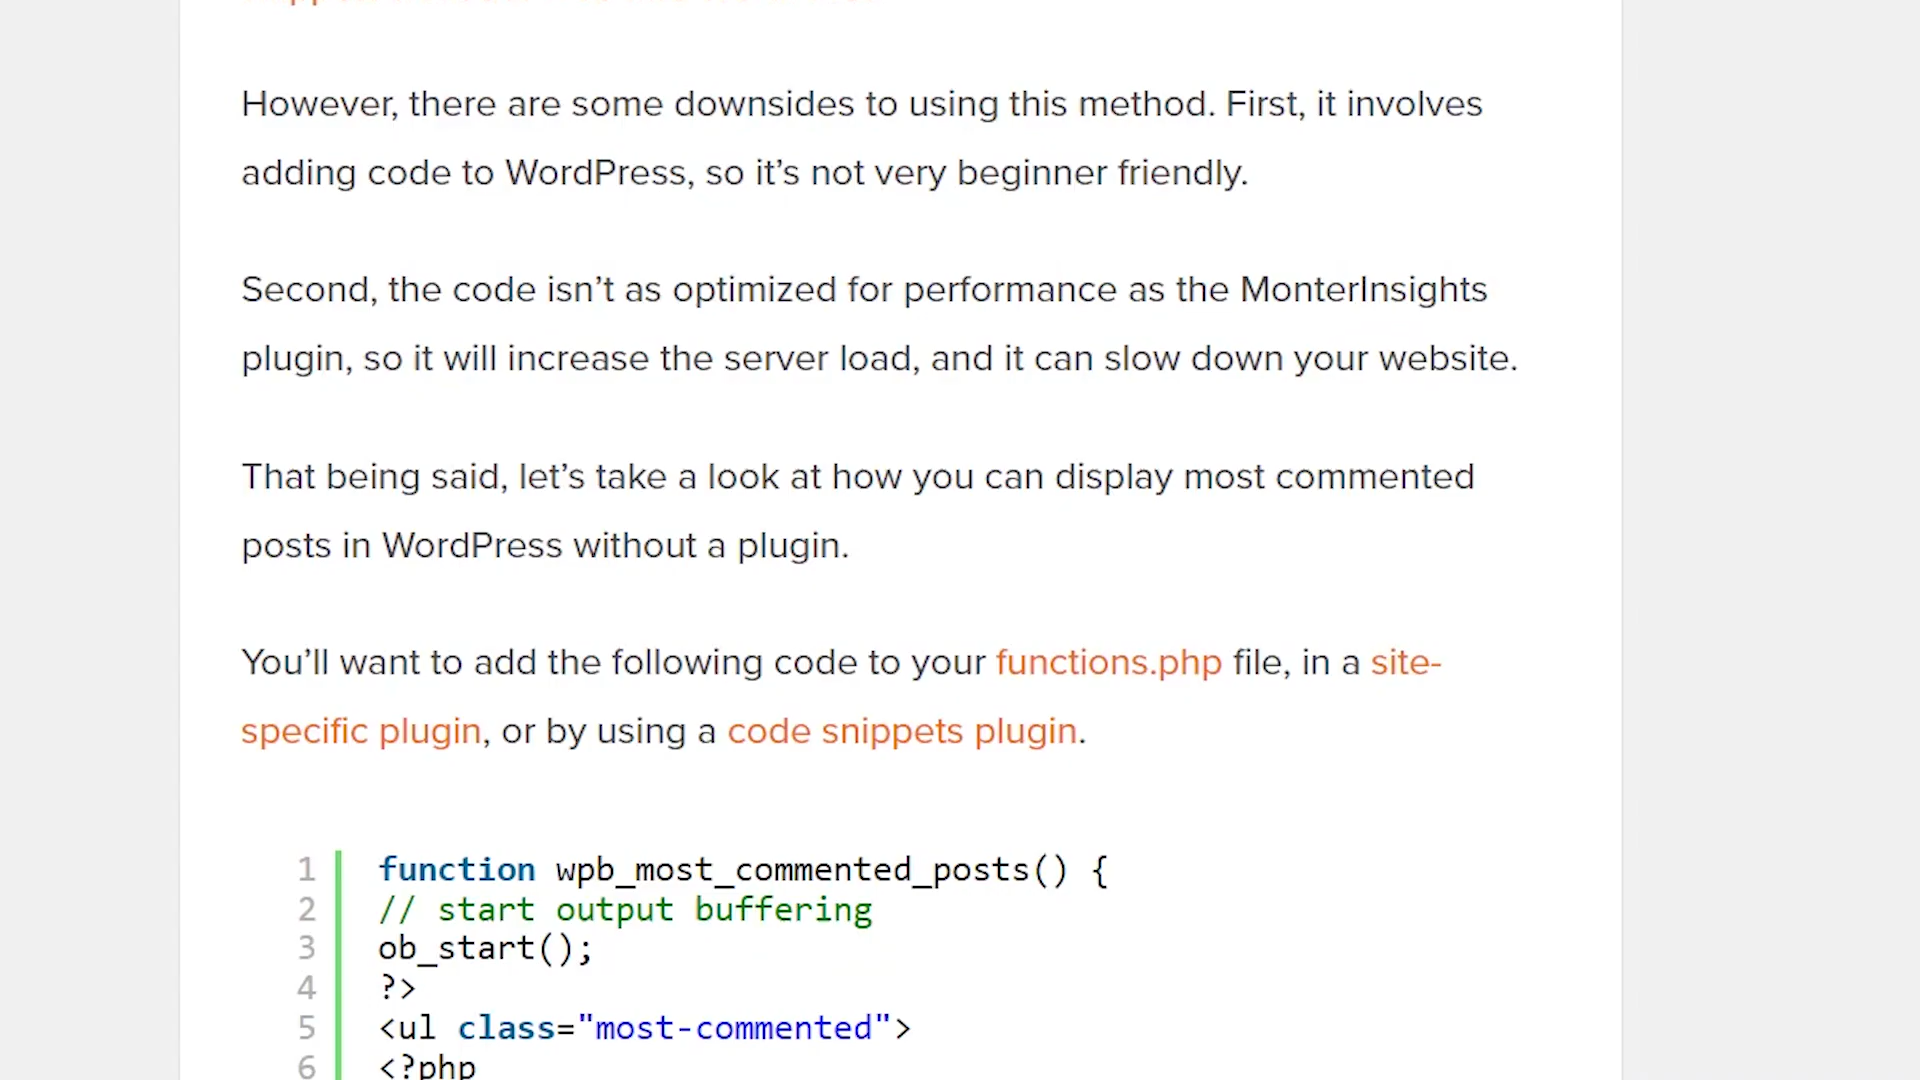 However, there are some downsides to using this method. First, it involves
adding code to WordPress, so it’s not very beginner friendly.
Second, the code isn’t as optimized for performance as the MonterInsights
plugin, so it will increase the server load, and it can slow down your website.
That being said, let’s take a look at how you can display most commented
posts in WordPress without a plugin.
You’ll want to add the following code to your functions.php file, in a site-
specific plugin, or by using a code snippets plugin.
1 function wpb_most_commented_posts() {
2 // start output buffering
3 ob_start();
4 ?>
5 <ul class="most-commented">
6 <?php